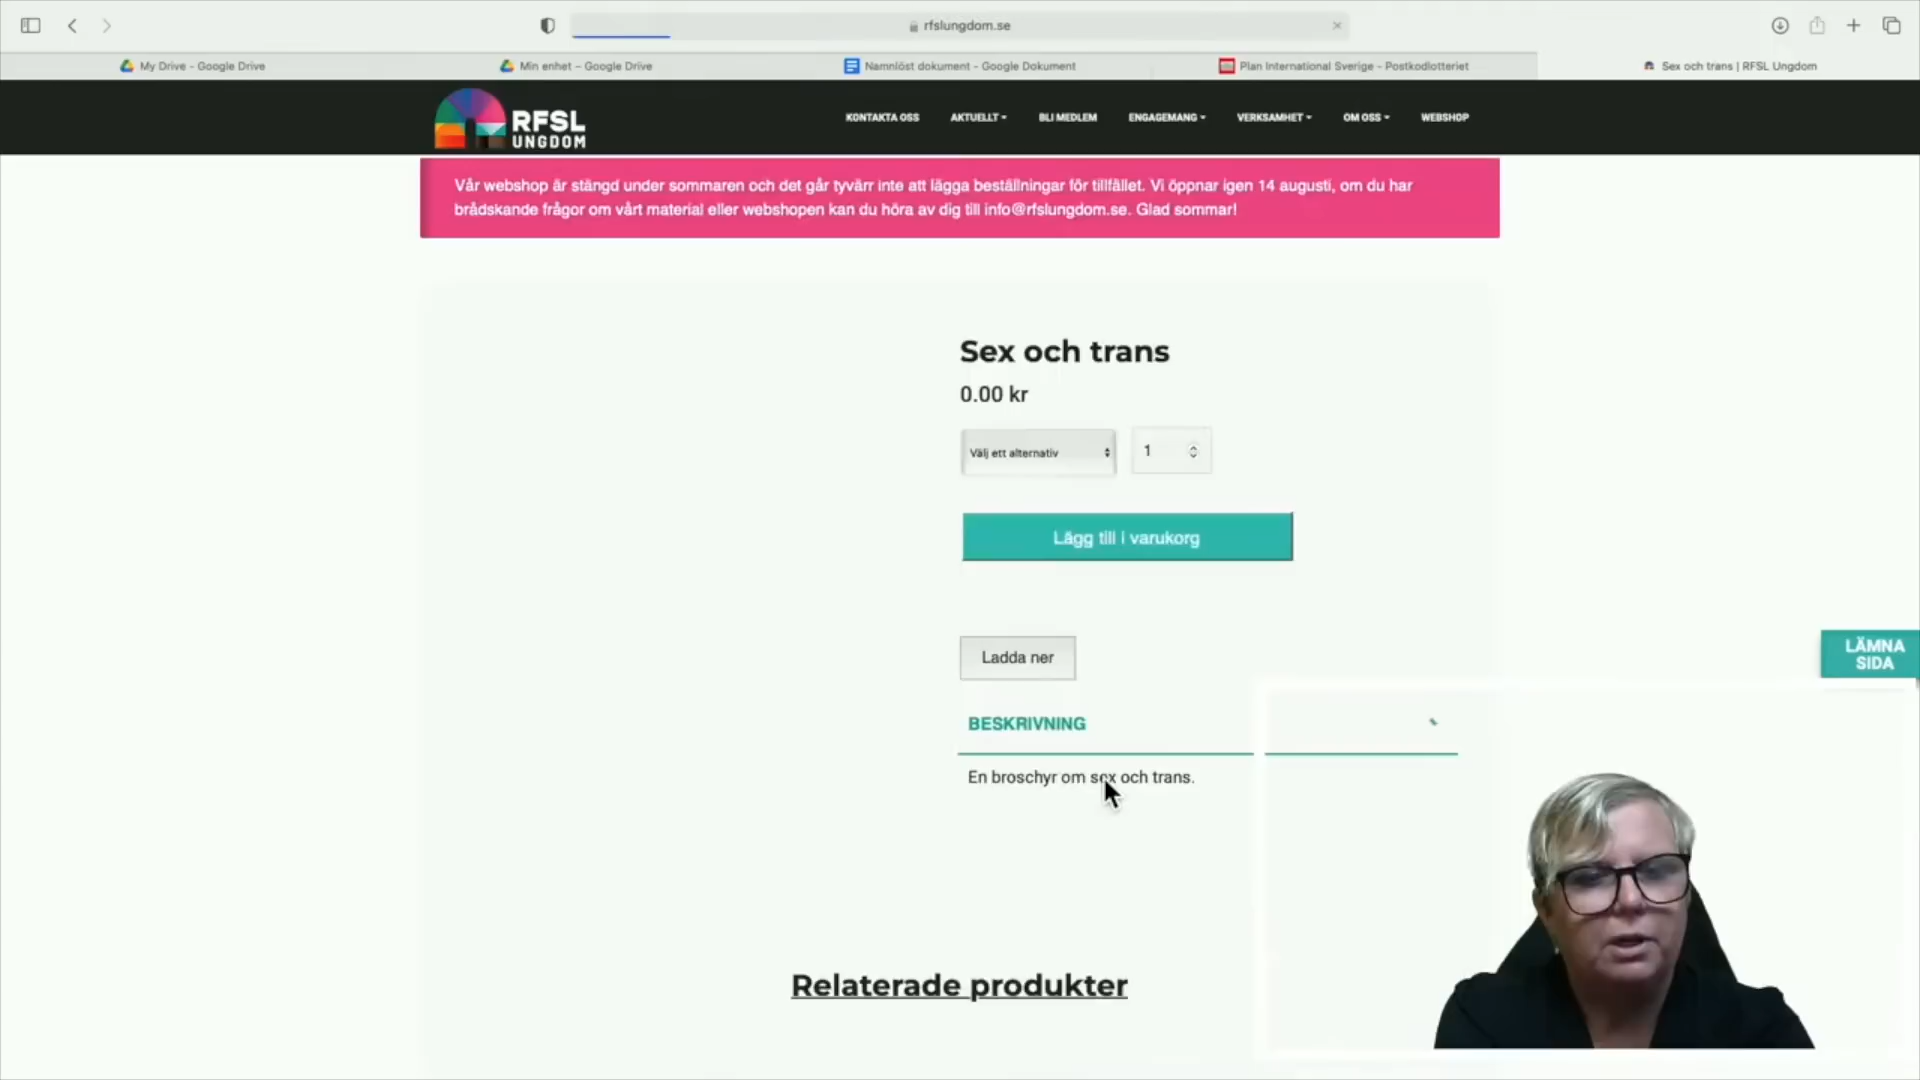 rfslungdom.se
My Drive - Google Drive
Min enhet – Google Drive
Namnlöst dokument - Google Dokument
Plan International Sverige - Postkodlotteriet
Sex och trans | RFSL Ungdom
RFSL
UNGDOM
KONTAKTA OSS
AKTUELLT
BLI MEDLEM
ENGAGEMANG
VERKSAMHET
OM OSS
WEBSHOP
Vår webshop är stängd under sommaren och det går tyvärr inte att lägga beställningar för tillfället. Vi öppnar igen 14 augusti, om du har
brådskande frågor om vårt material eller webshopen kan du höra av dig till info@rfslungdom.se. Glad sommar!
Sex och trans
0.00 kr
Välj ett alternativ
1
Lägg till i varukorg
Ladda ner
LÄMNA
SIDA
BESKRIVNING
En broschyr om sex och trans.
Relaterade produkter